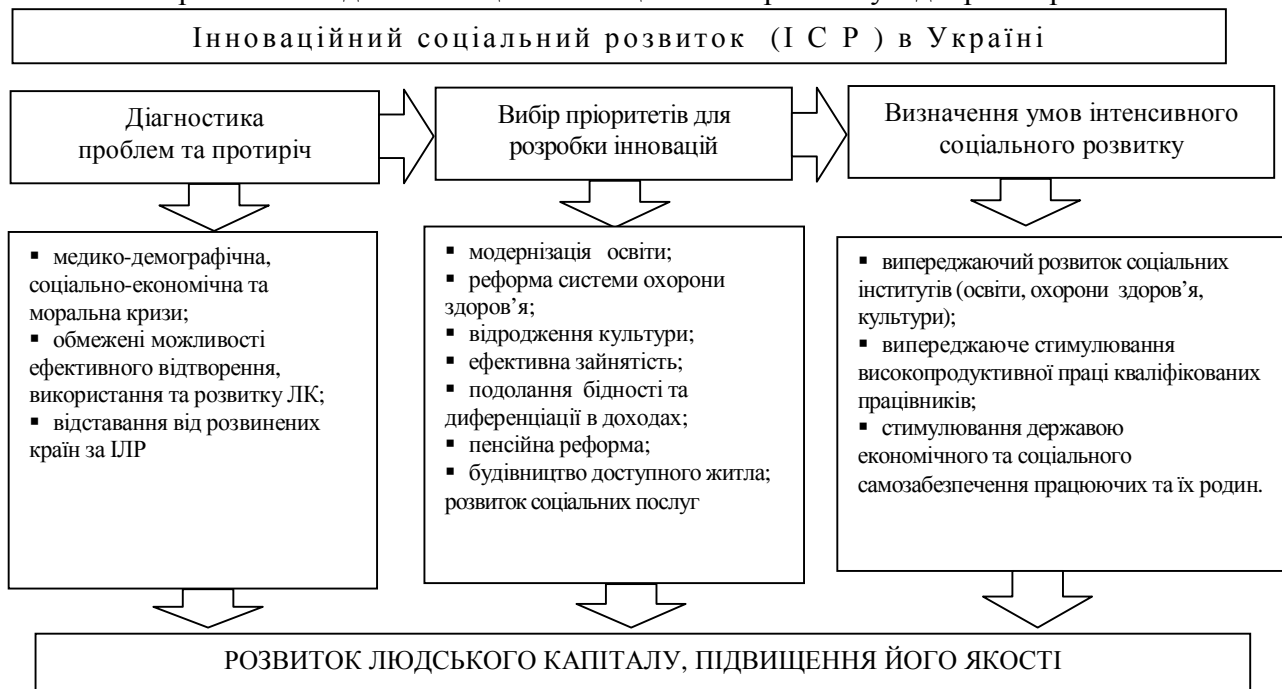 Інноваційний соціальний розвиток (І С Р ) в Україні
Діагностика
проблем та протиріч
Вибір пріоритетів для
розробки інновацій
Визначення умов інтенсивного
соціального розвитку
▪ медико-демографічна,
соціально-економічна та
моральна кризи;
▪ обмежені можливості
ефективного відтворення,
використання та розвитку ЛК;
▪ відставання від розвинених
країн за ІЛР
▪ модернізація освіти;
▪ реформа системи охорони
здоров’я;
▪ відродження культури;
▪ ефективна зайнятість;
▪ подолання бідності та
диференціації в доходах;
▪ пенсійна реформа;
▪ будівництво доступного житла;
розвиток соціальних послуг
▪ випереджаючий розвиток соціальних
інститутів (освіти, охорони здоров’я,
культури);
▪ випереджаюче стимулювання
високопродуктивної праці кваліфікованих
працівників;
▪ стимулювання державою
економічного та соціального
самозабезпечення працюючих та їх родин.
РОЗВИТОК ЛЮДСЬКОГО КАПІТАЛУ, ПІДВИЩЕННЯ ЙОГО ЯКОСТІ